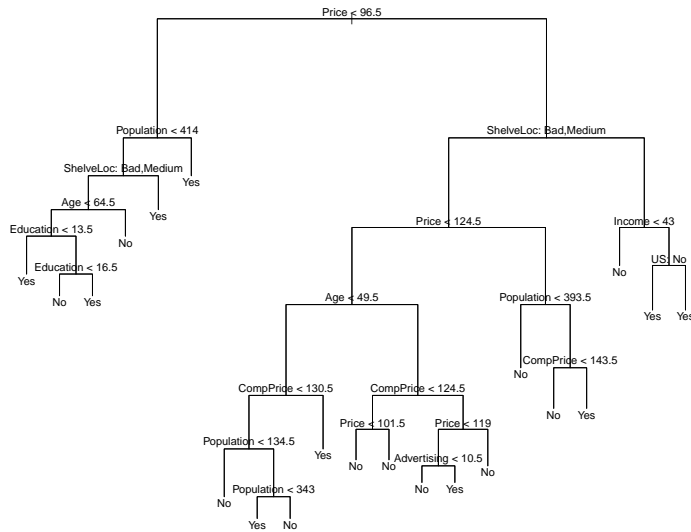 Price < 96.5
Population < 414
ShelveLoc: Bad,Medium
ShelveLoc: Bad,Medium
Yes
Age < 64.5
Yes
Price < 124.5
Income < 43
Education < 13.5
No
US: No
Education < 16.5
No
Yes
No
Yes
Age < 49.5
Population < 393.5
Yes
Yes
CompPrice < 143.5
No
CompPrice < 130.5
CompPrice < 124.5
No
Yes
Price < 101.5
Price < 119
Population < 134.5
Yes
Advertising < 10.5
No
No
No
Population < 343
No
Yes
No
Yes
No